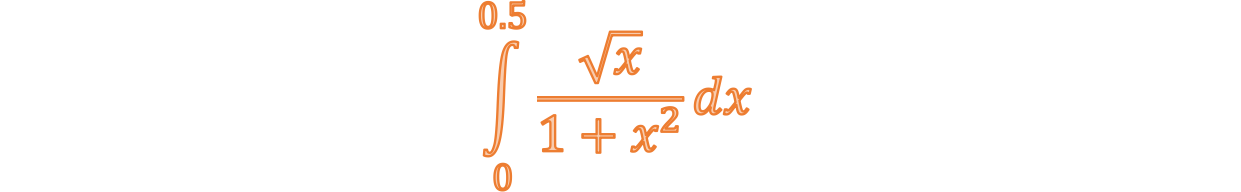 ∫₀^0.5 √x / (1 + x²) dx